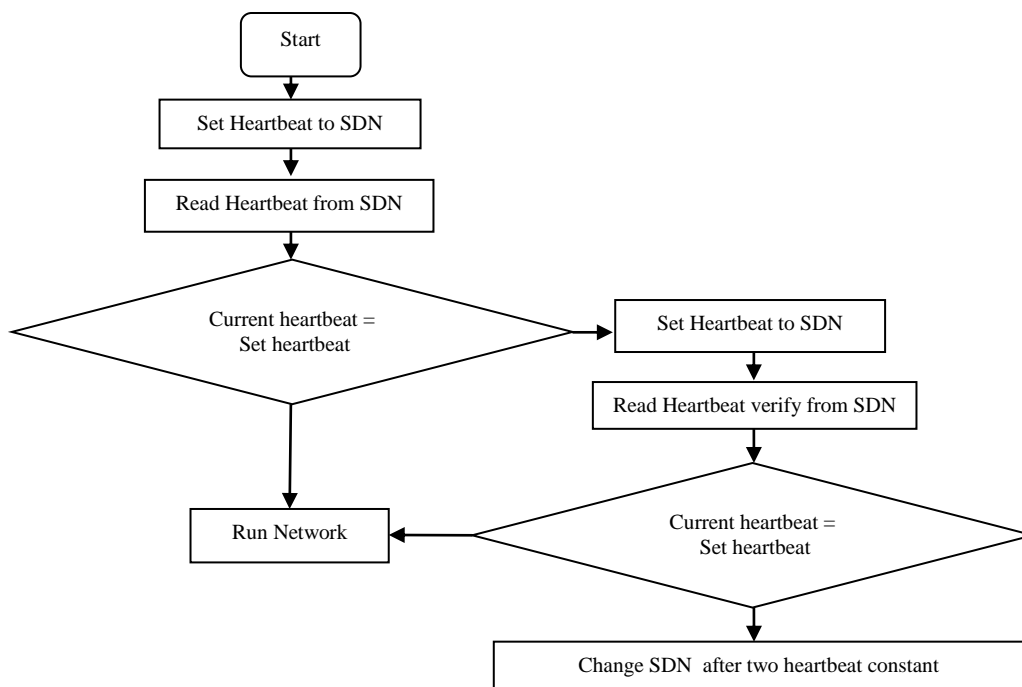 Start
Set Heartbeat to SDN
Read Heartbeat from SDN
Current heartbeat =
Set heartbeat
Set Heartbeat to SDN
Read Heartbeat verify from SDN
Current heartbeat =
Set heartbeat
Run Network
Change SDN after two heartbeat constant